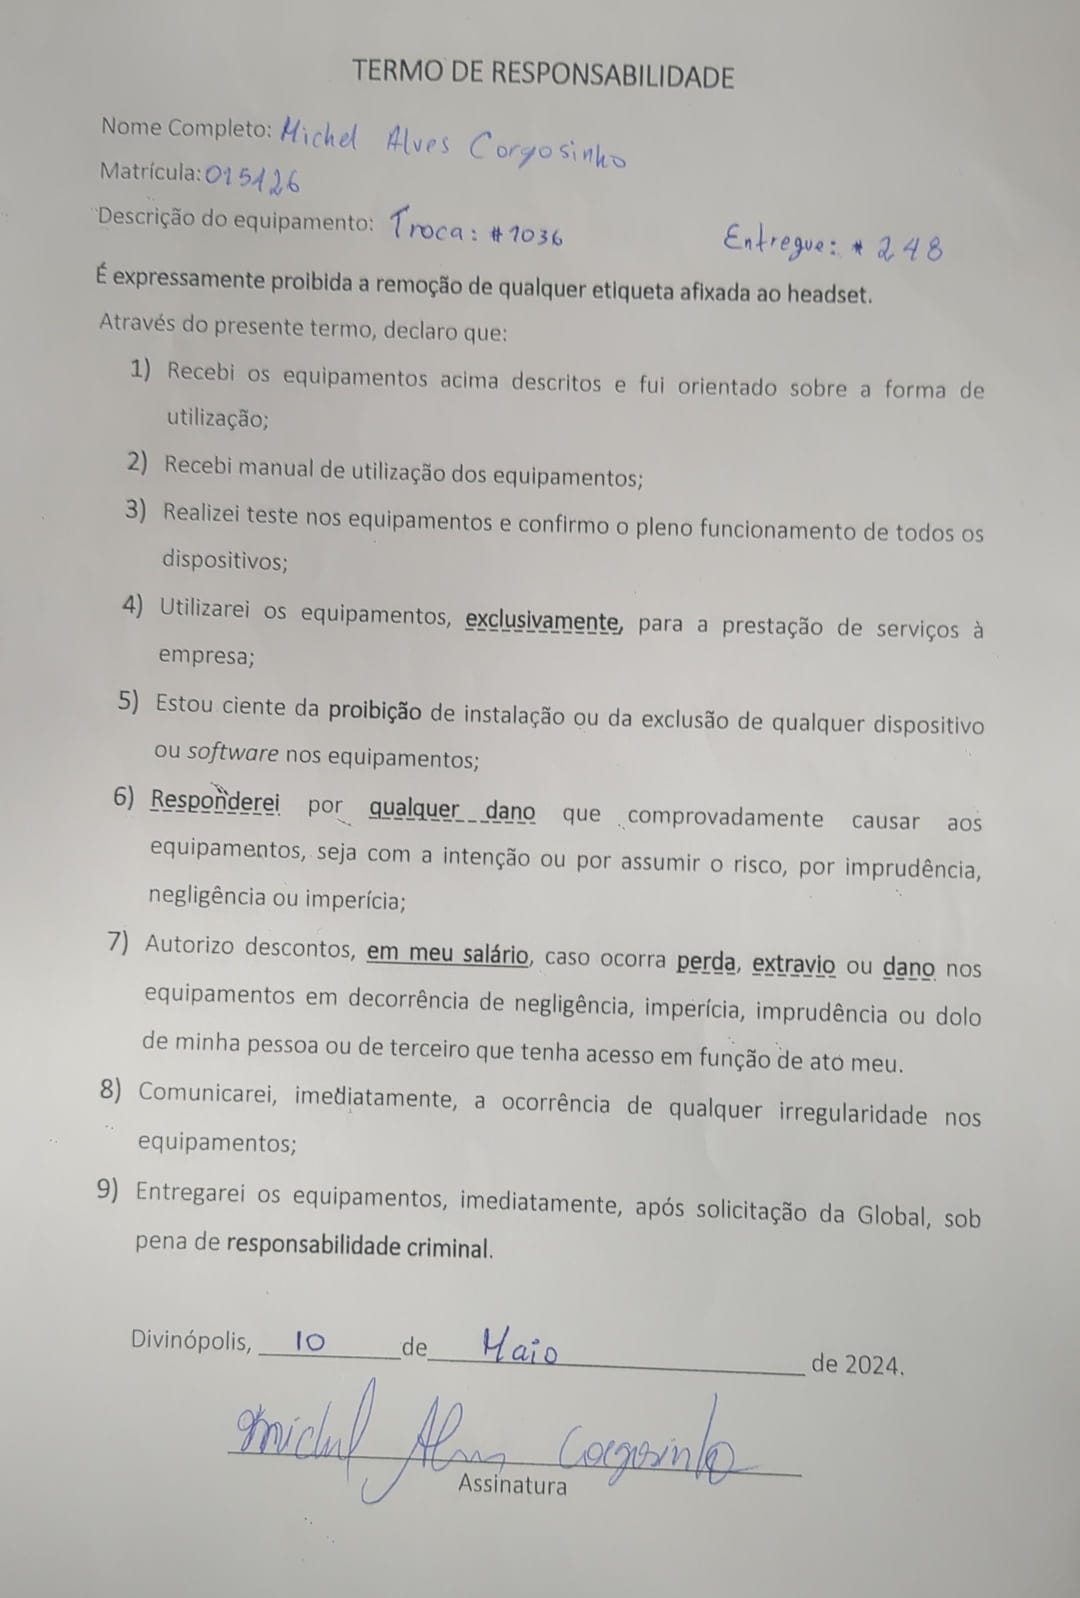 TERMO DE RESPONSABILIDADE
Nome Completo: Michel Alves Corgosinho
Matrícula: 015126
Descrição do equipamento: Troca: #1036 Entregue: # 248
É expressamente proibida a remoção de qualquer etiqueta afixada ao headset.
Através do presente termo, declaro que:
1) Recebi os equipamentos acima descritos e fui orientado sobre a forma de
utilização;
2) Recebi manual de utilização dos equipamentos;
3) Realizei teste nos equipamentos e confirmo o pleno funcionamento de todos os
dispositivos;
4) Utilizarei os equipamentos, exclusivamente, para a prestação de serviços à
empresa;
5) Estou ciente da proibição de instalação ou da exclusão de qualquer dispositivo
ou software nos equipamentos;
6) Responderei por qualquer dano que comprovadamente causar aos
equipamentos, seja com a intenção ou por assumir o risco, por imprudência,
negligência ou imperícia;
7) Autorizo descontos, em meu salário, caso ocorra perda, extravio ou dano nos
equipamentos em decorrência de negligência, imperícia, imprudência ou dolo
de minha pessoa ou de terceiro que tenha acesso em função de ato meu.
8) Comunicarei, imediatamente, a ocorrência de qualquer irregularidade nos
equipamentos;
9) Entregarei os equipamentos, imediatamente, após solicitação da Global, sob
pena de responsabilidade criminal.
Divinópolis, 10 de Maio de 2024.
Michel Alves Corgosinho
Assinatura